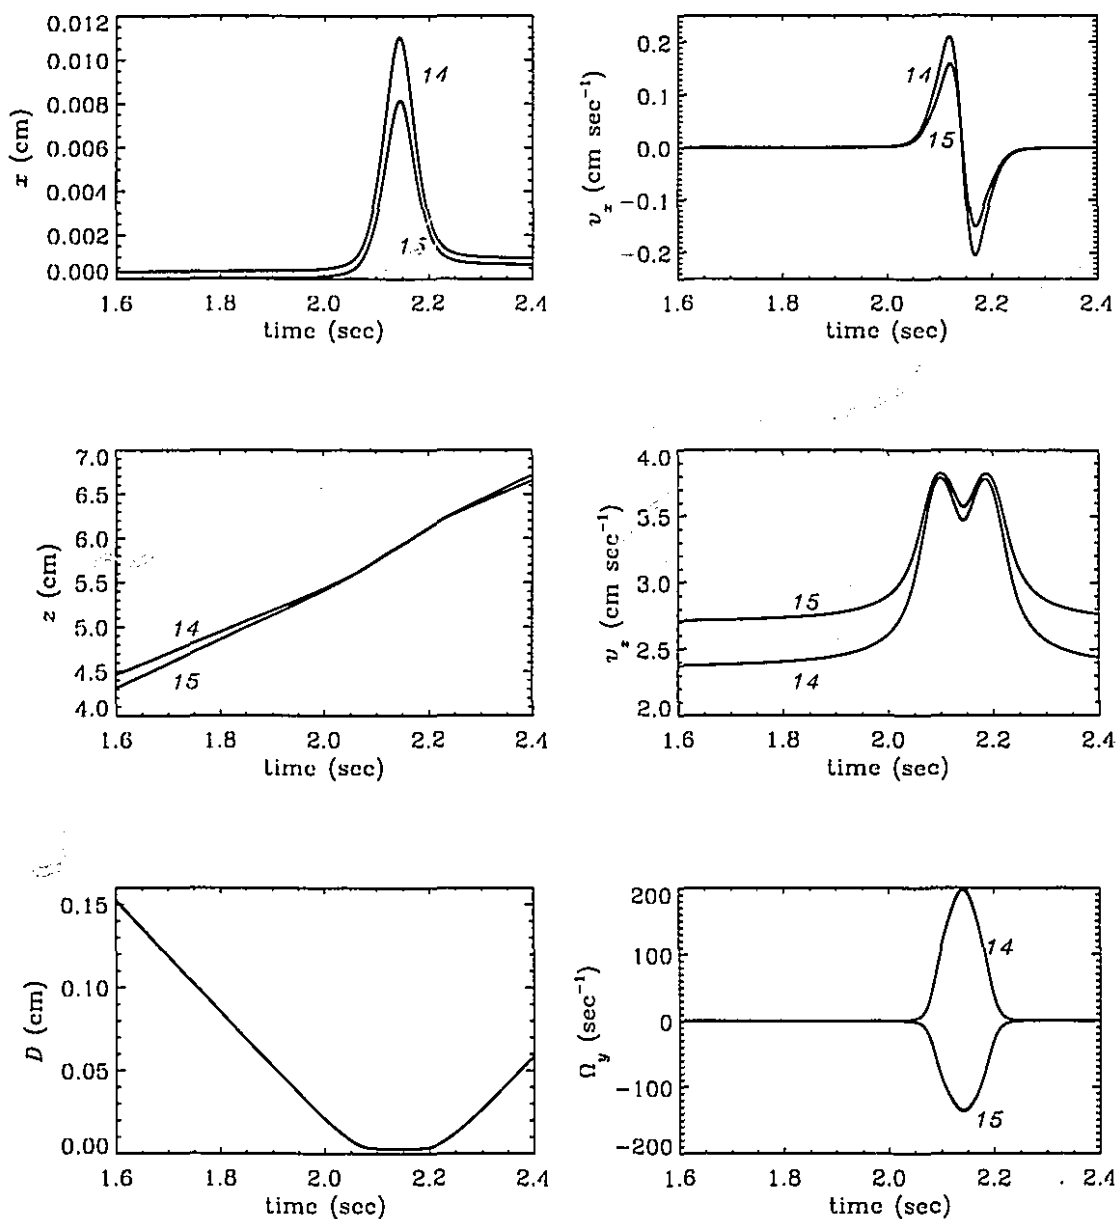 0.012
0.010
0.008
0.006
0.004
0.002
0.000
x (cm)
14
15
1.6 1.8 2.0 2.2 2.4
time (sec)
0.2
0.1
0.0
−0.1
−0.2
v_x (cm sec⁻¹)
14
15
1.6 1.8 2.0 2.2 2.4
time (sec)
7.0
6.5
6.0
5.5
5.0
4.5
4.0
z (cm)
14
15
1.6 1.8 2.0 2.2 2.4
time (sec)
4.0
3.5
3.0
2.5
2.0
v_z (cm sec⁻¹)
15
14
1.6 1.8 2.0 2.2 2.4
time (sec)
0.15
0.10
0.05
0.00
D (cm)
1.6 1.8 2.0 2.2 2.4
time (sec)
200
100
0
−100
−200
Ω_y (sec⁻¹)
14
15
1.6 1.8 2.0 2.2 2.4
time (sec)